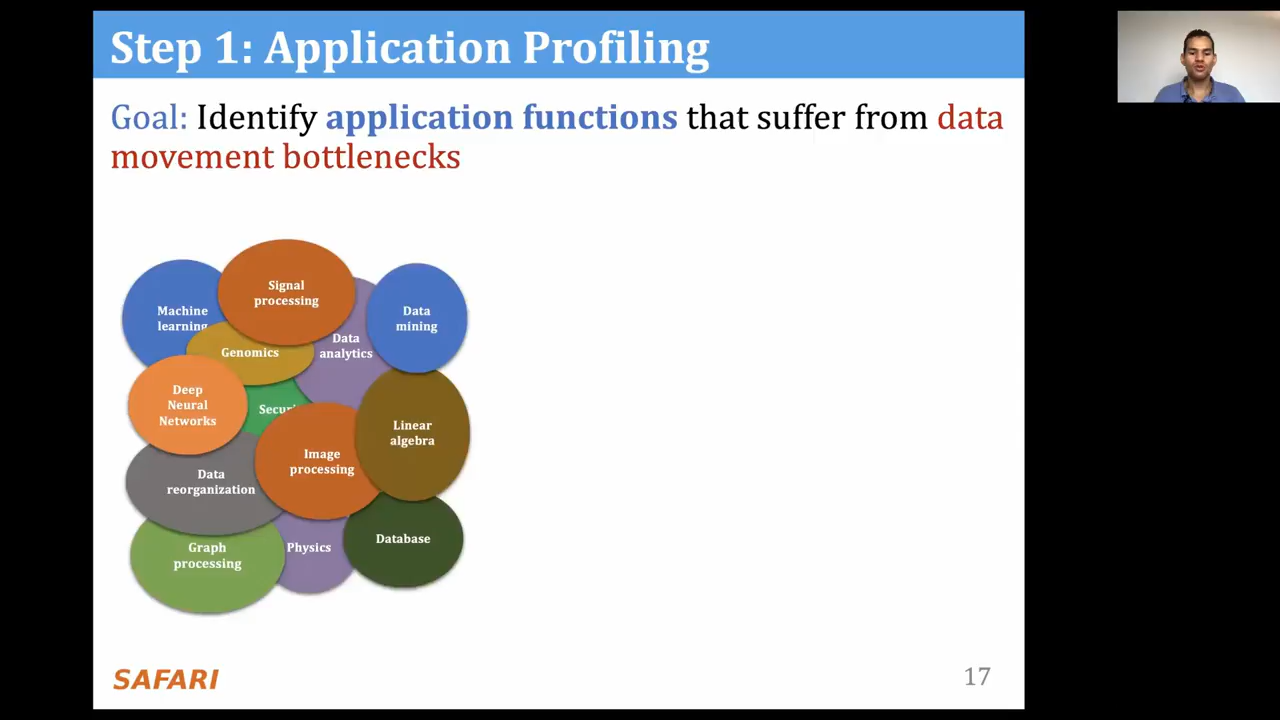 Step 1: Application Profiling
Goal: Identify application functions that suffer from data
movement bottlenecks
Signal
processing
Machine
learning
Data
mining
Data
analytics
Genomics
Deep
Neural
Networks
Linear
algebra
Image
processing
Data
reorganization
Database
Graph
processing
Physics
SAFARI
17